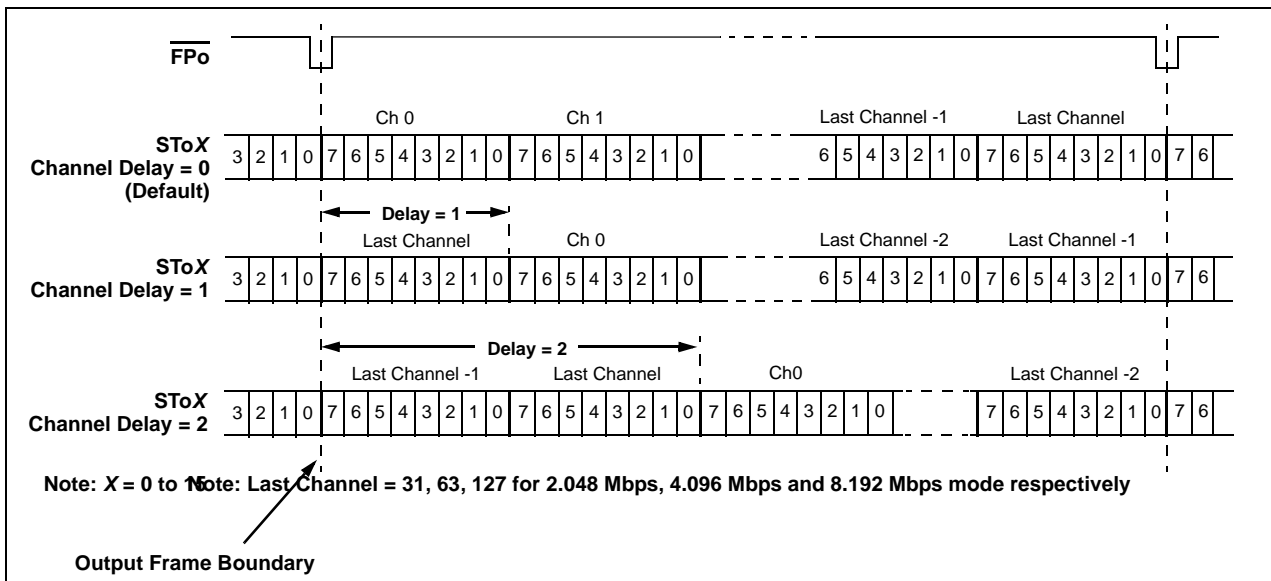 FPo
Ch 0 Ch 1 Last Channel -1 Last Channel
SToX
Channel Delay = 0
(Default)
3 2 1 0 7 6 5 4 3 2 1 0 7 6 5 4 3 2 1 0 6 5 4 3 2 1 0 7 6 5 4 3 2 1 0 7 6
Delay = 1
Last Channel Ch 0 Last Channel -2 Last Channel -1
SToX
Channel Delay = 1
3 2 1 0 7 6 5 4 3 2 1 0 7 6 5 4 3 2 1 0 6 5 4 3 2 1 0 7 6 5 4 3 2 1 0 7 6
Delay = 2
Last Channel -1 Last Channel Ch0 Last Channel -2
SToX
Channel Delay = 2
3 2 1 0 7 6 5 4 3 2 1 0 7 6 5 4 3 2 1 0 7 6 5 4 3 2 1 0 7 6 5 4 3 2 1 0 7 6
Note: X = 0 to 15 Note: Last Channel = 31, 63, 127 for 2.048 Mbps, 4.096 Mbps and 8.192 Mbps mode respectively
Output Frame Boundary